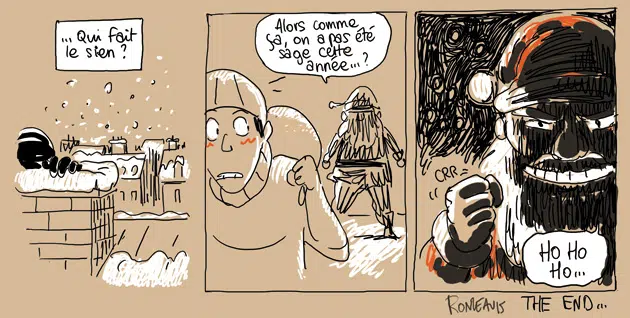 ... Qui fait
le sien ?
Alors comme
ça, on a pas été
sage cette
année...?
CRR...
HO HO
HO...
ROMEAV15 THE END...